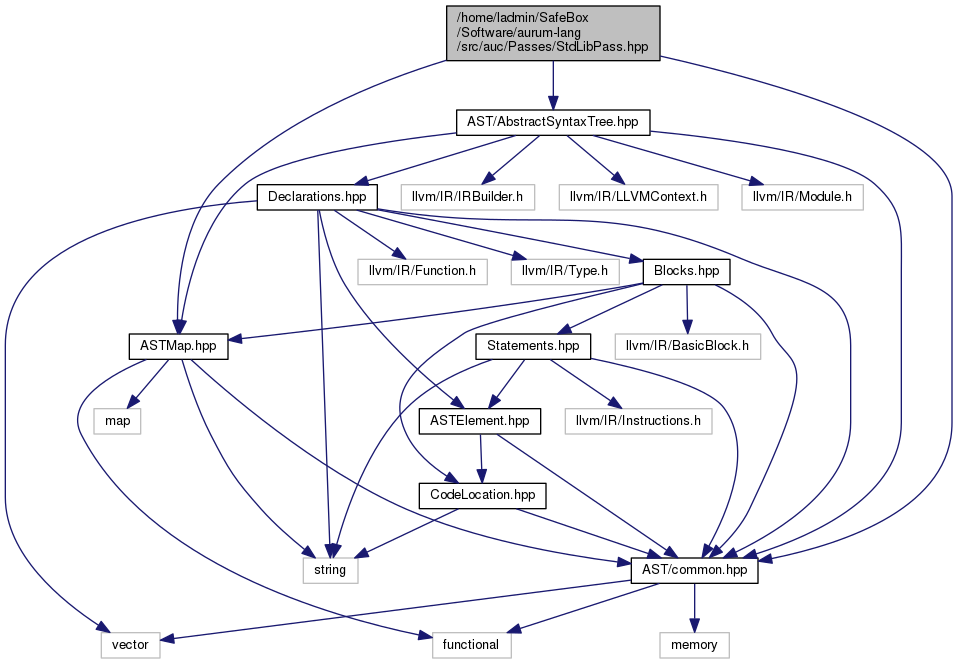 /home/ladmin/SafeBox
/Software/aurum-lang
/src/auc/Passes/StdLibPass.hpp
AST/AbstractSyntaxTree.hpp
Declarations.hpp
llvm/IR/IRBuilder.h
llvm/IR/LLVMContext.h
llvm/IR/Module.h
llvm/IR/Function.h
llvm/IR/Type.h
Blocks.hpp
ASTMap.hpp
Statements.hpp
llvm/IR/BasicBlock.h
map
ASTElement.hpp
llvm/IR/Instructions.h
CodeLocation.hpp
string
AST/common.hpp
vector
functional
memory